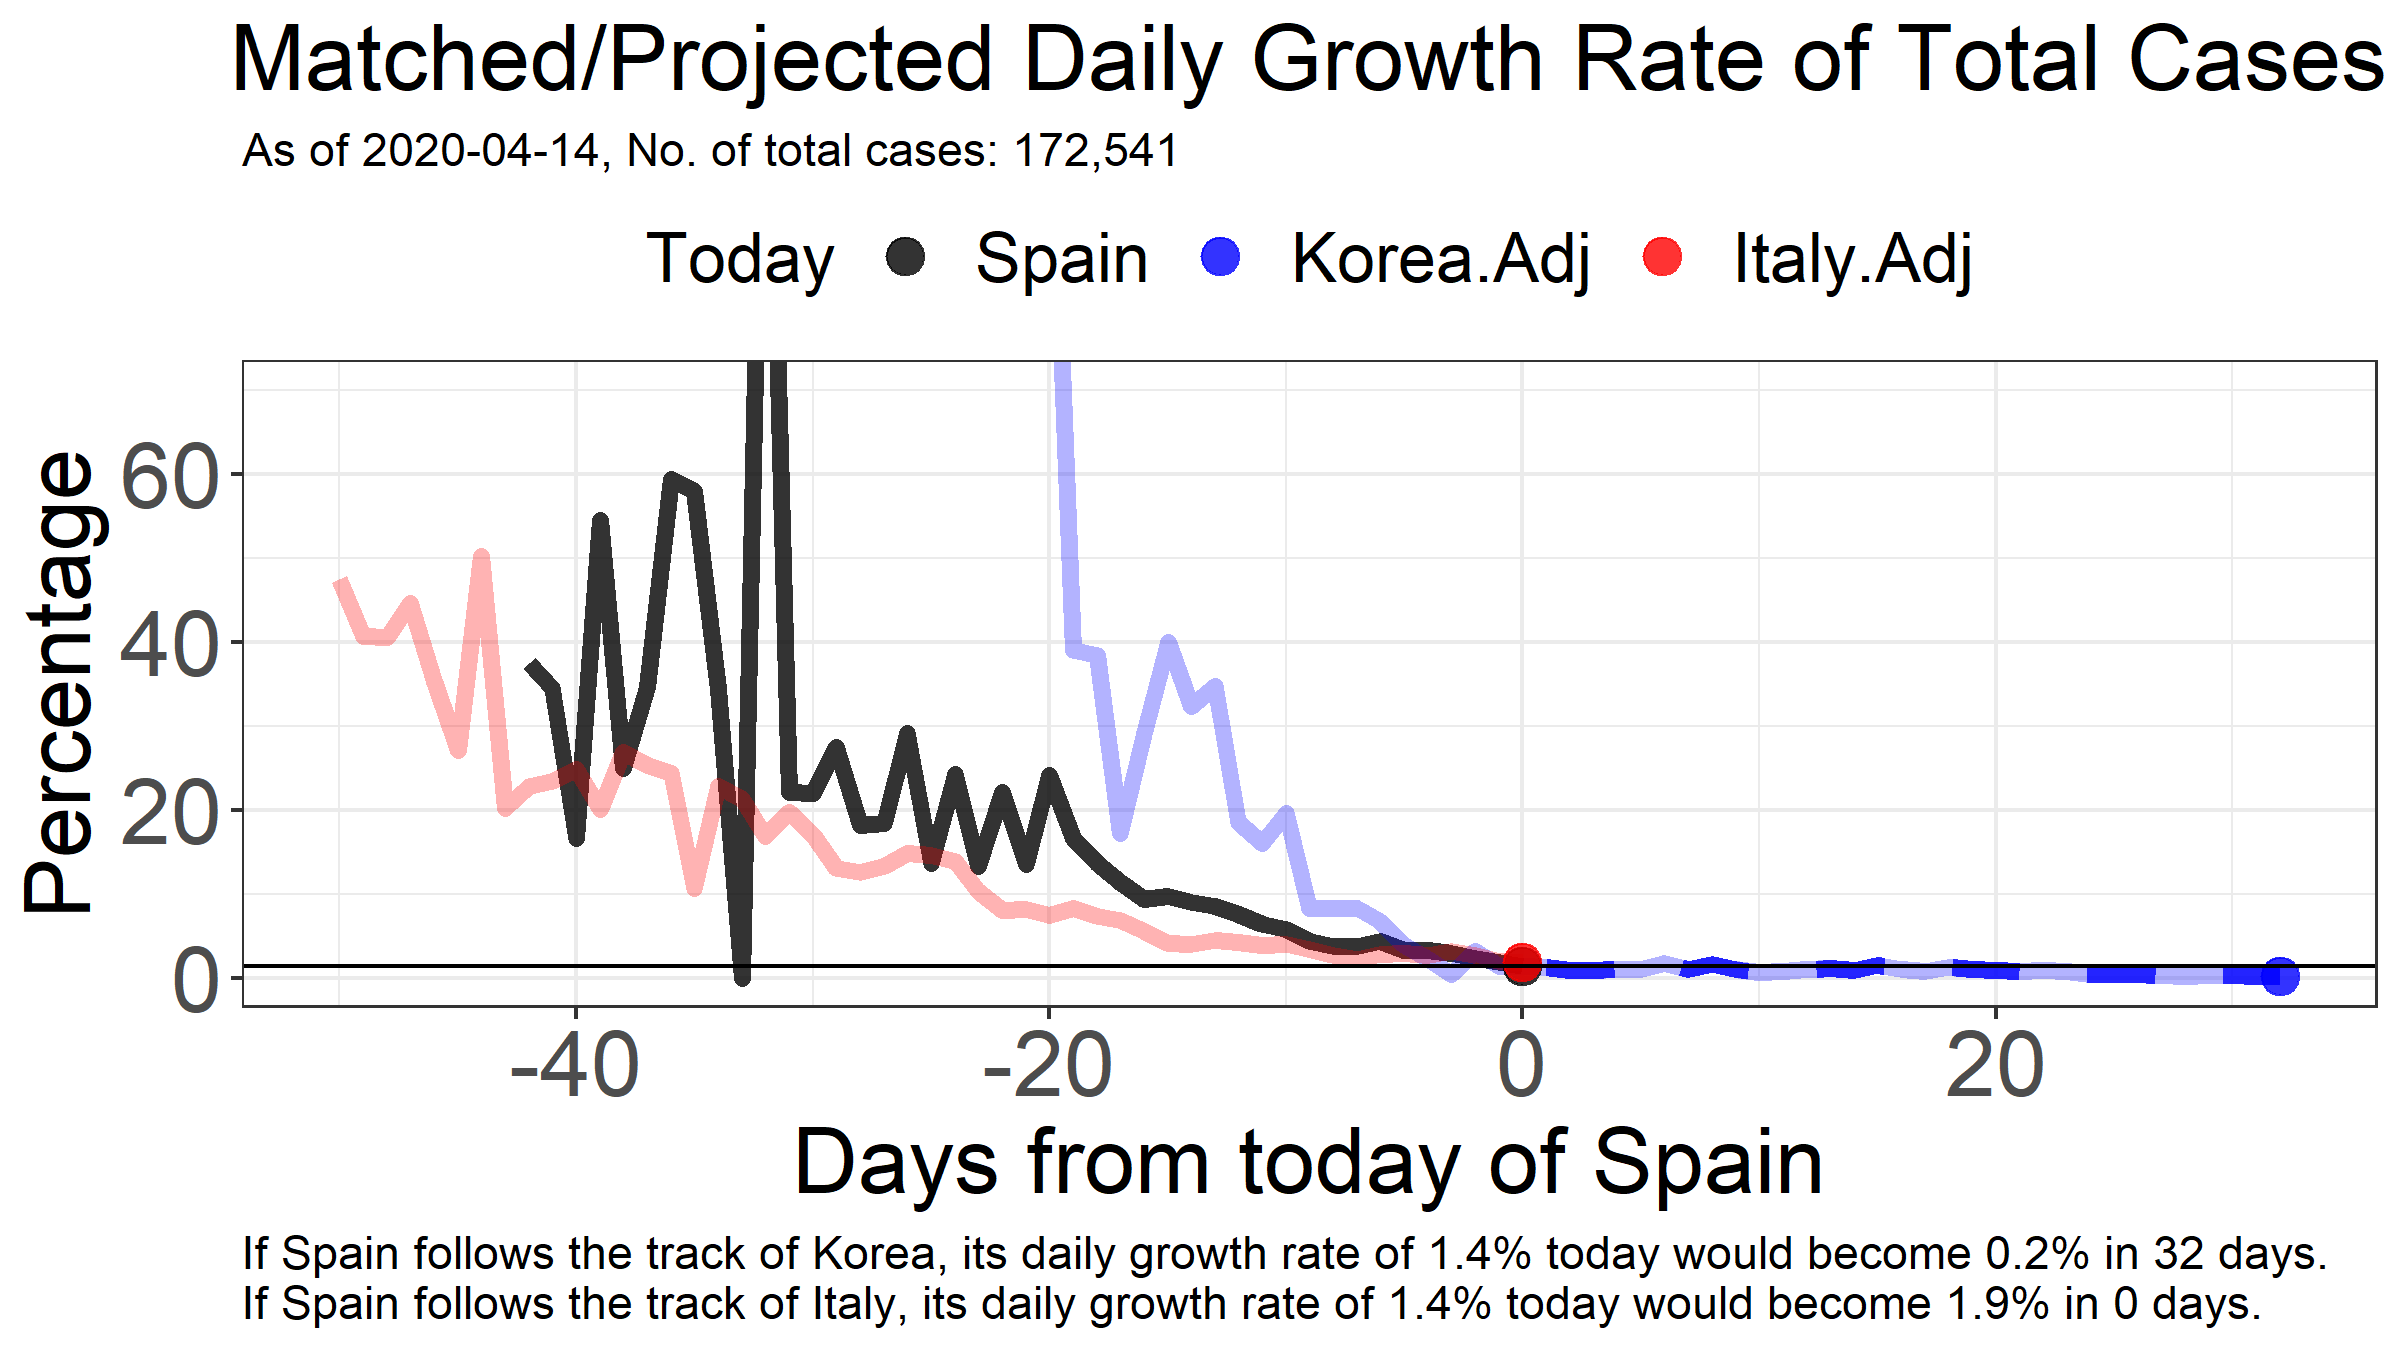 Matched/Projected Daily Growth Rate of Total Cases
As of 2020-04-14, No. of total cases: 172,541
Today Spain Korea.Adj Italy.Adj
Percentage
60
40
20
0
-40 -20 0 20
Days from today of Spain
If Spain follows the track of Korea, its daily growth rate of 1.4% today would become 0.2% in 32 days.
If Spain follows the track of Italy, its daily growth rate of 1.4% today would become 1.9% in 0 days.